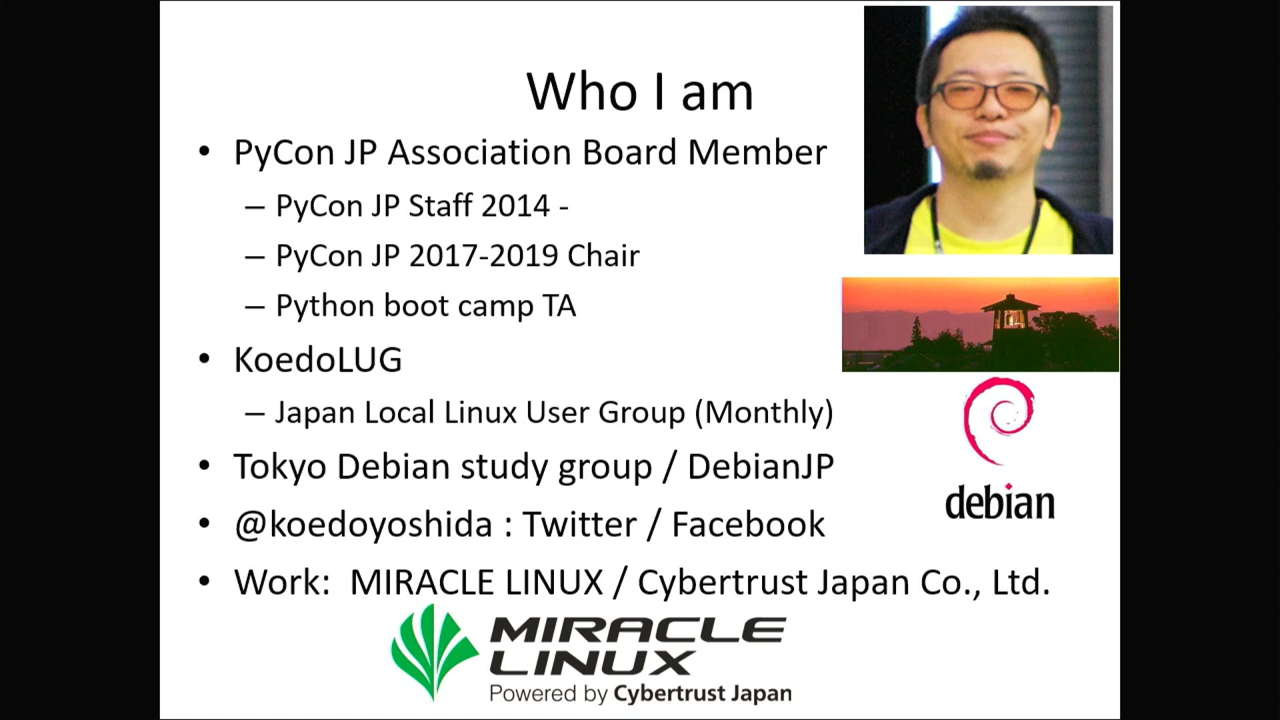 Who I am
• PyCon JP Association Board Member
– PyCon JP Staff 2014 -
– PyCon JP 2017-2019 Chair
– Python boot camp TA
• KoedoLUG
– Japan Local Linux User Group (Monthly)
• Tokyo Debian study group / DebianJP
debian
• @koedoyoshida : Twitter / Facebook
• Work: MIRACLE LINUX / Cybertrust Japan Co., Ltd.
MIRACLE
LINUX
Powered by Cybertrust Japan